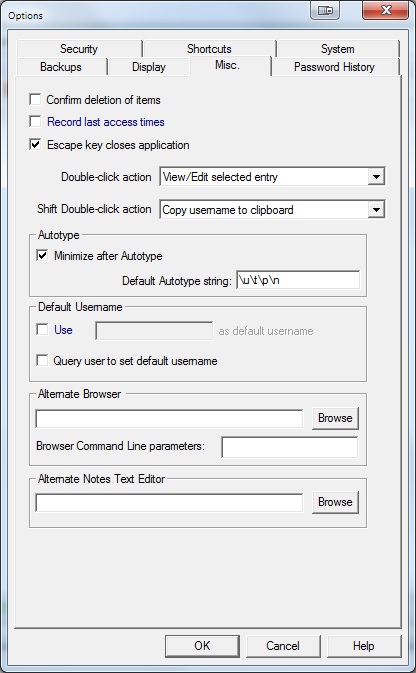 Options
Security Shortcuts System
Backups Display Misc. Password History
Confirm deletion of items
Record last access times
Escape key closes application
Double-click action View/Edit selected entry
Shift Double-click action Copy username to clipboard
Autotype
Minimize after Autotype
Default Autotype string: \u\t\p\n
Default Username
Use as default username
Query user to set default username
Alternate Browser
Browse
Browser Command Line parameters:
Alternate Notes Text Editor
Browse
OK Cancel Help